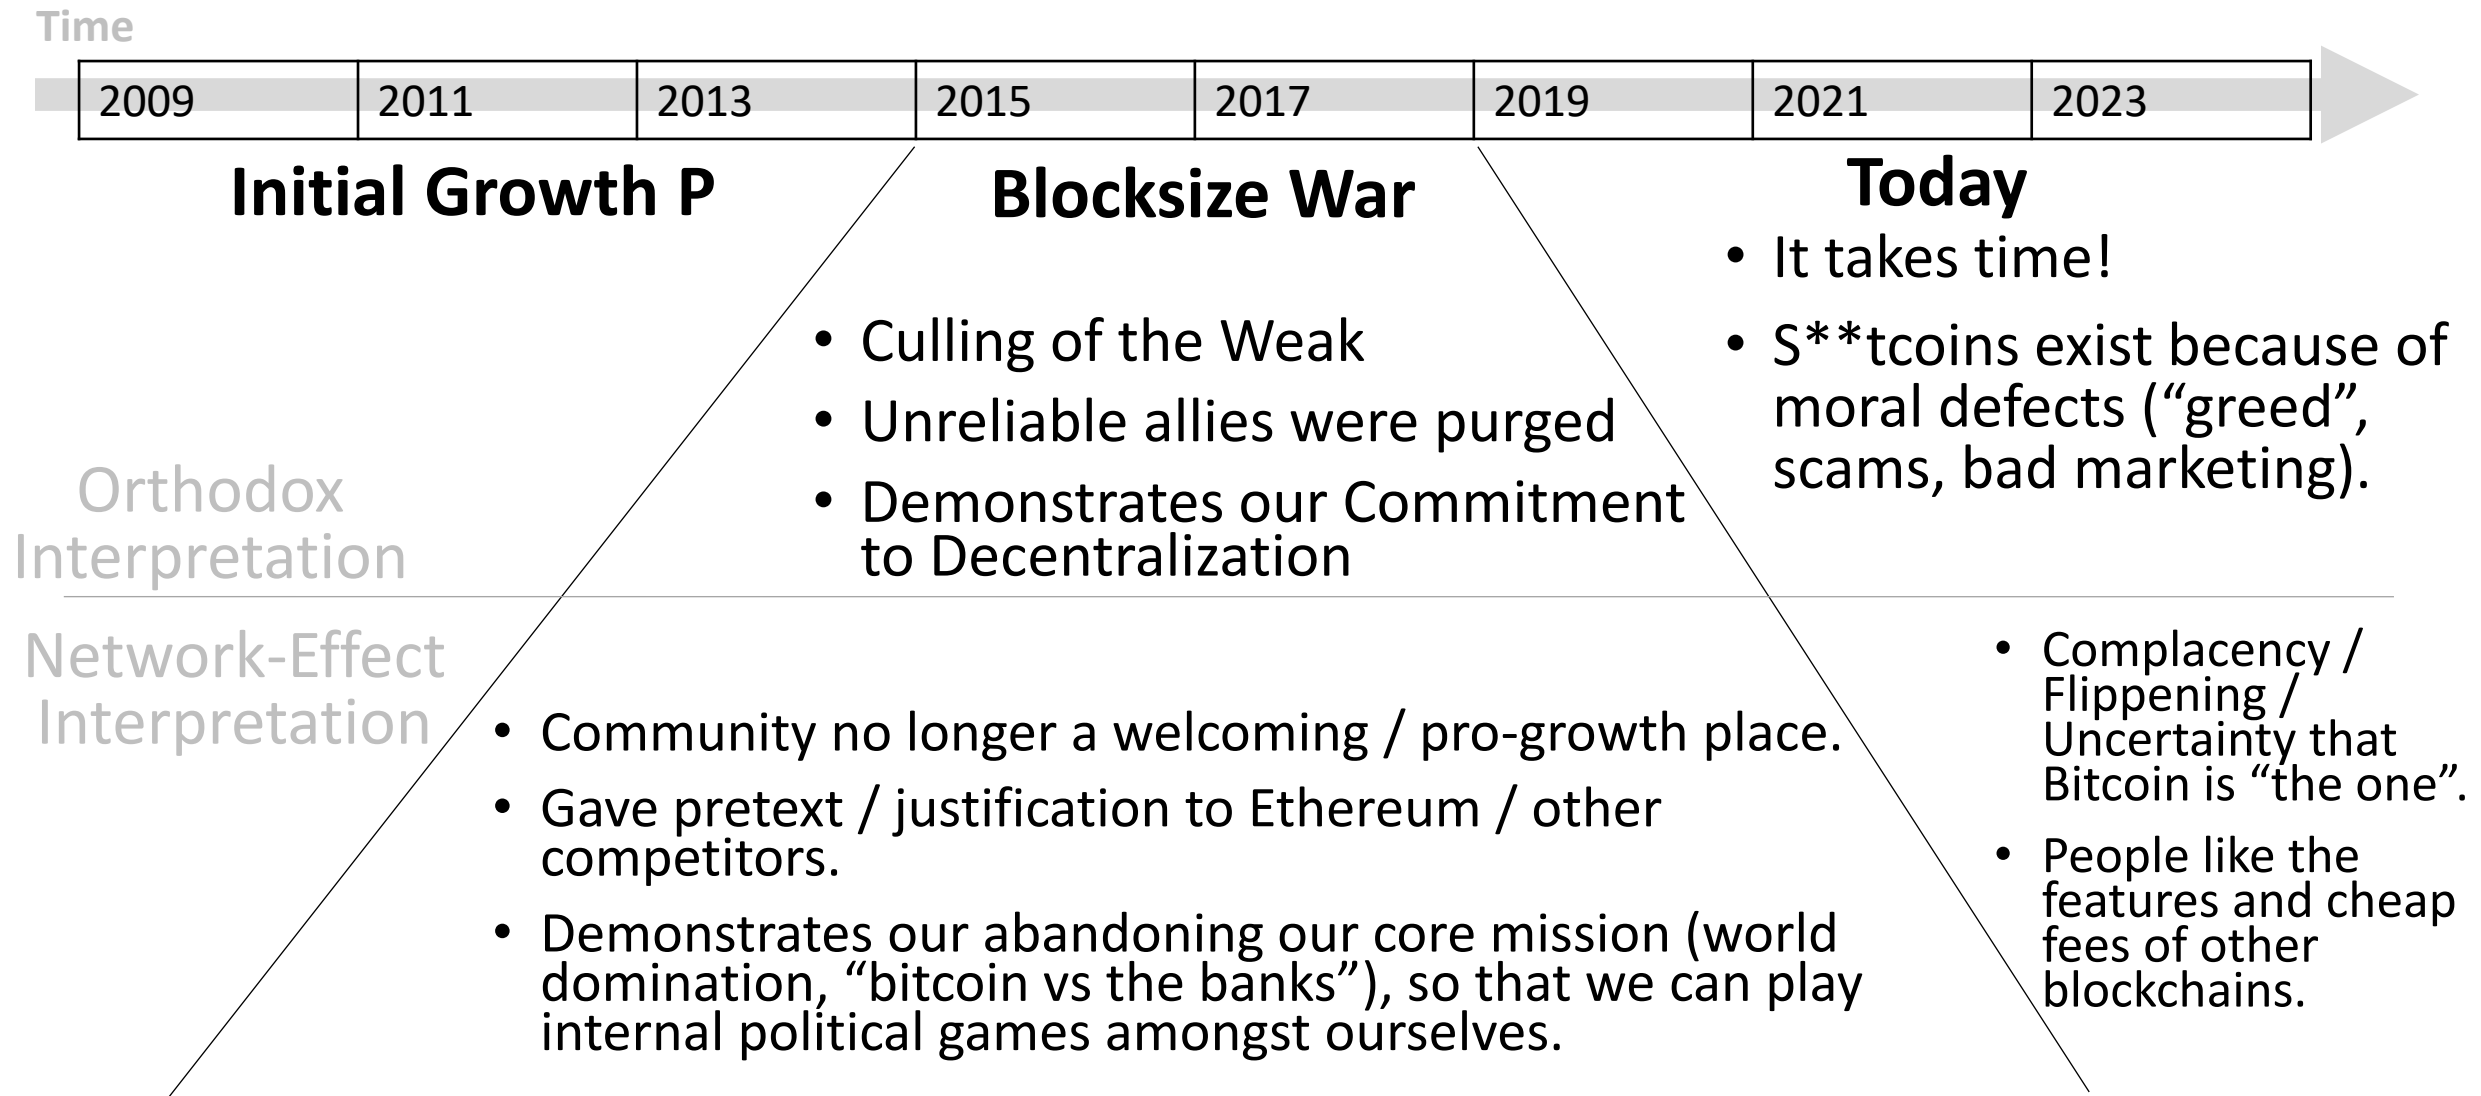 Time
2009 2011 2013 2015 2017 2019 2021 2023
Initial Growth P
Blocksize War
Today
• It takes time!
• S**tcoins exist because of
moral defects (“greed”,
scams, bad marketing).
• Culling of the Weak
• Unreliable allies were purged
• Demonstrates our Commitment
to Decentralization
Orthodox
Interpretation
Network-Effect
Interpretation
• Community no longer a welcoming / pro-growth place.
• Gave pretext / justification to Ethereum / other
competitors.
• Demonstrates our abandoning our core mission (world
domination, “bitcoin vs the banks”), so that we can play
internal political games amongst ourselves.
• Complacency /
Flippening /
Uncertainty that
Bitcoin is “the one”.
• People like the
features and cheap
fees of other
blockchains.